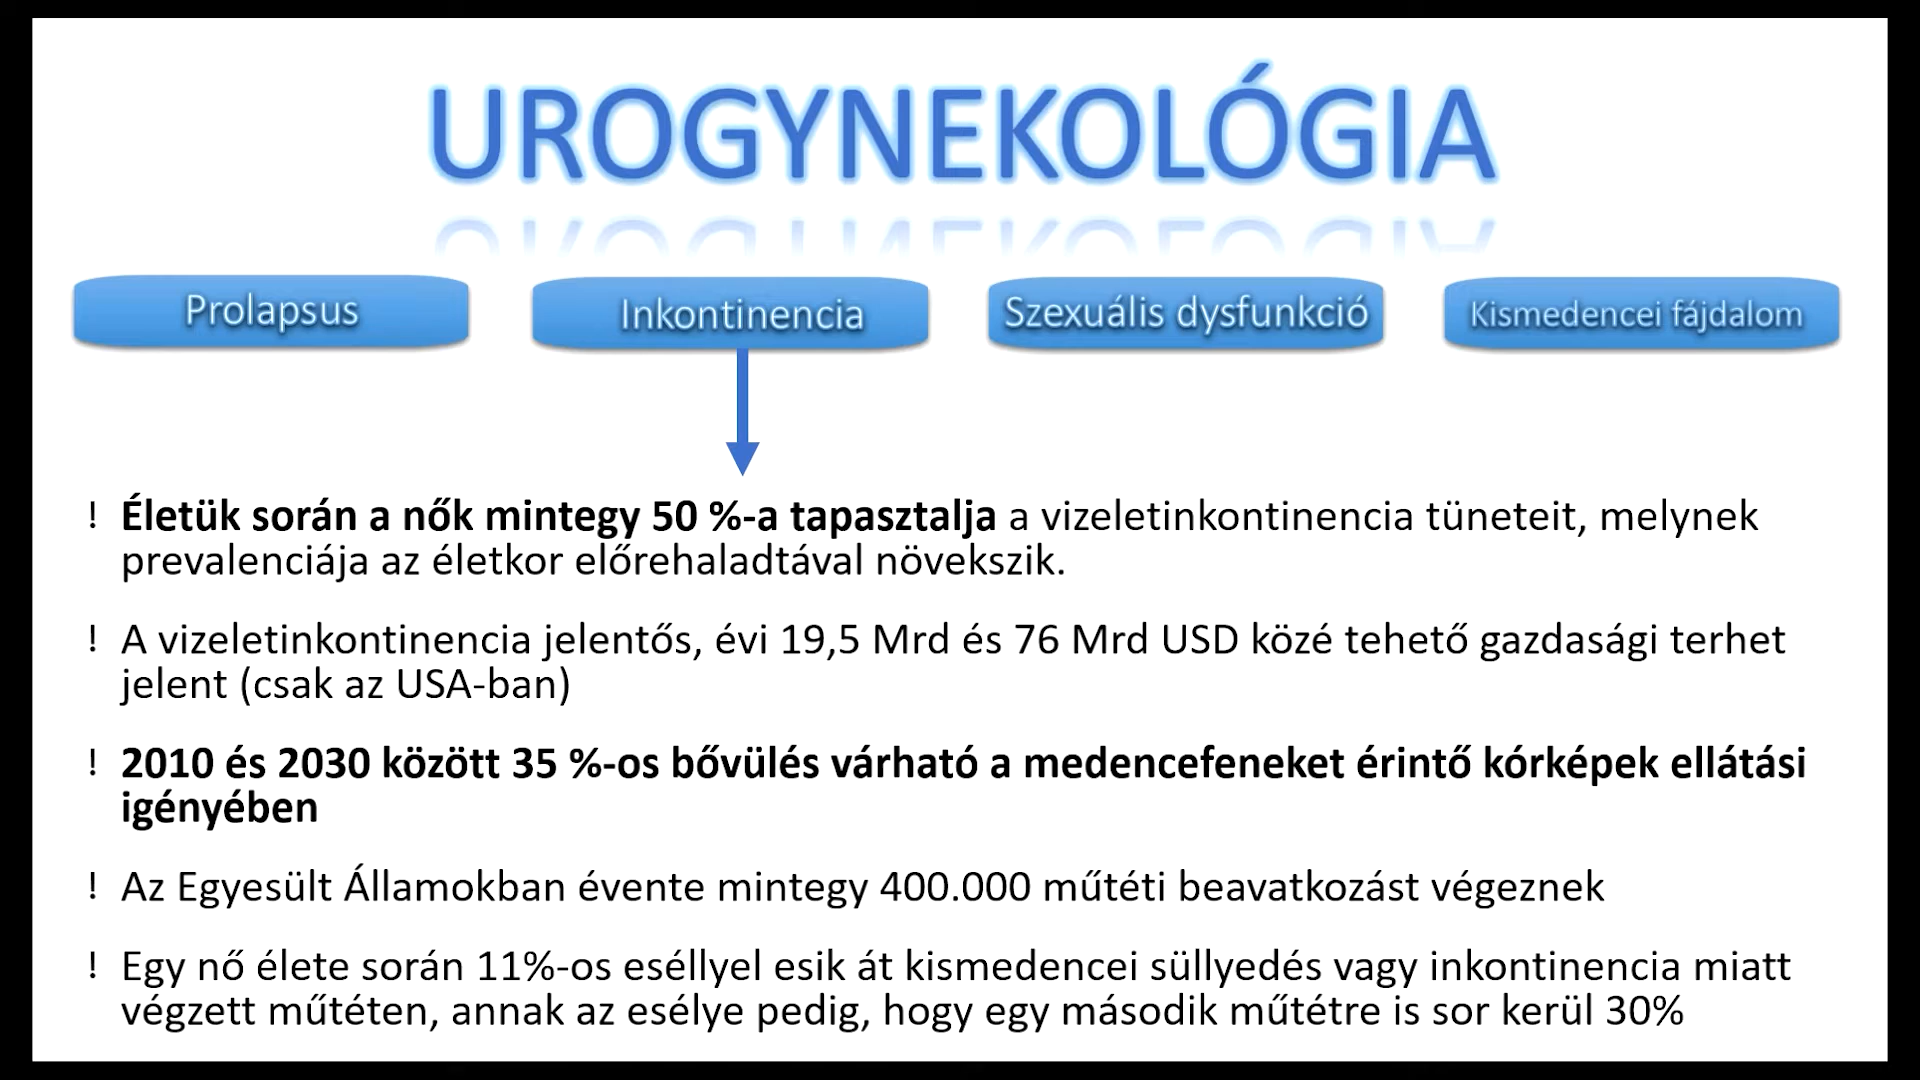 UROGYNEKOLÓGIA
Prolapsus
Inkontinencia
Szexuális dysfunkció
Kismedencei fájdalom
! Életük során a nők mintegy 50 %-a tapasztalja a vizeletinkontinencia tüneteit, melynek
prevalenciája az életkor előrehaladtával növekszik.
! A vizeletinkontinencia jelentős, évi 19,5 Mrd és 76 Mrd USD közé tehető gazdasági terhet
jelent (csak az USA-ban)
! 2010 és 2030 között 35 %-os bővülés várható a medencefeneket érintő kórképek ellátási
igényében
! Az Egyesült Államokban évente mintegy 400.000 műtéti beavatkozást végeznek
! Egy nő élete során 11%-os eséllyel esik át kismedencei süllyedés vagy inkontinencia miatt
végzett műtéten, annak az esélye pedig, hogy egy második műtétre is sor kerül 30%